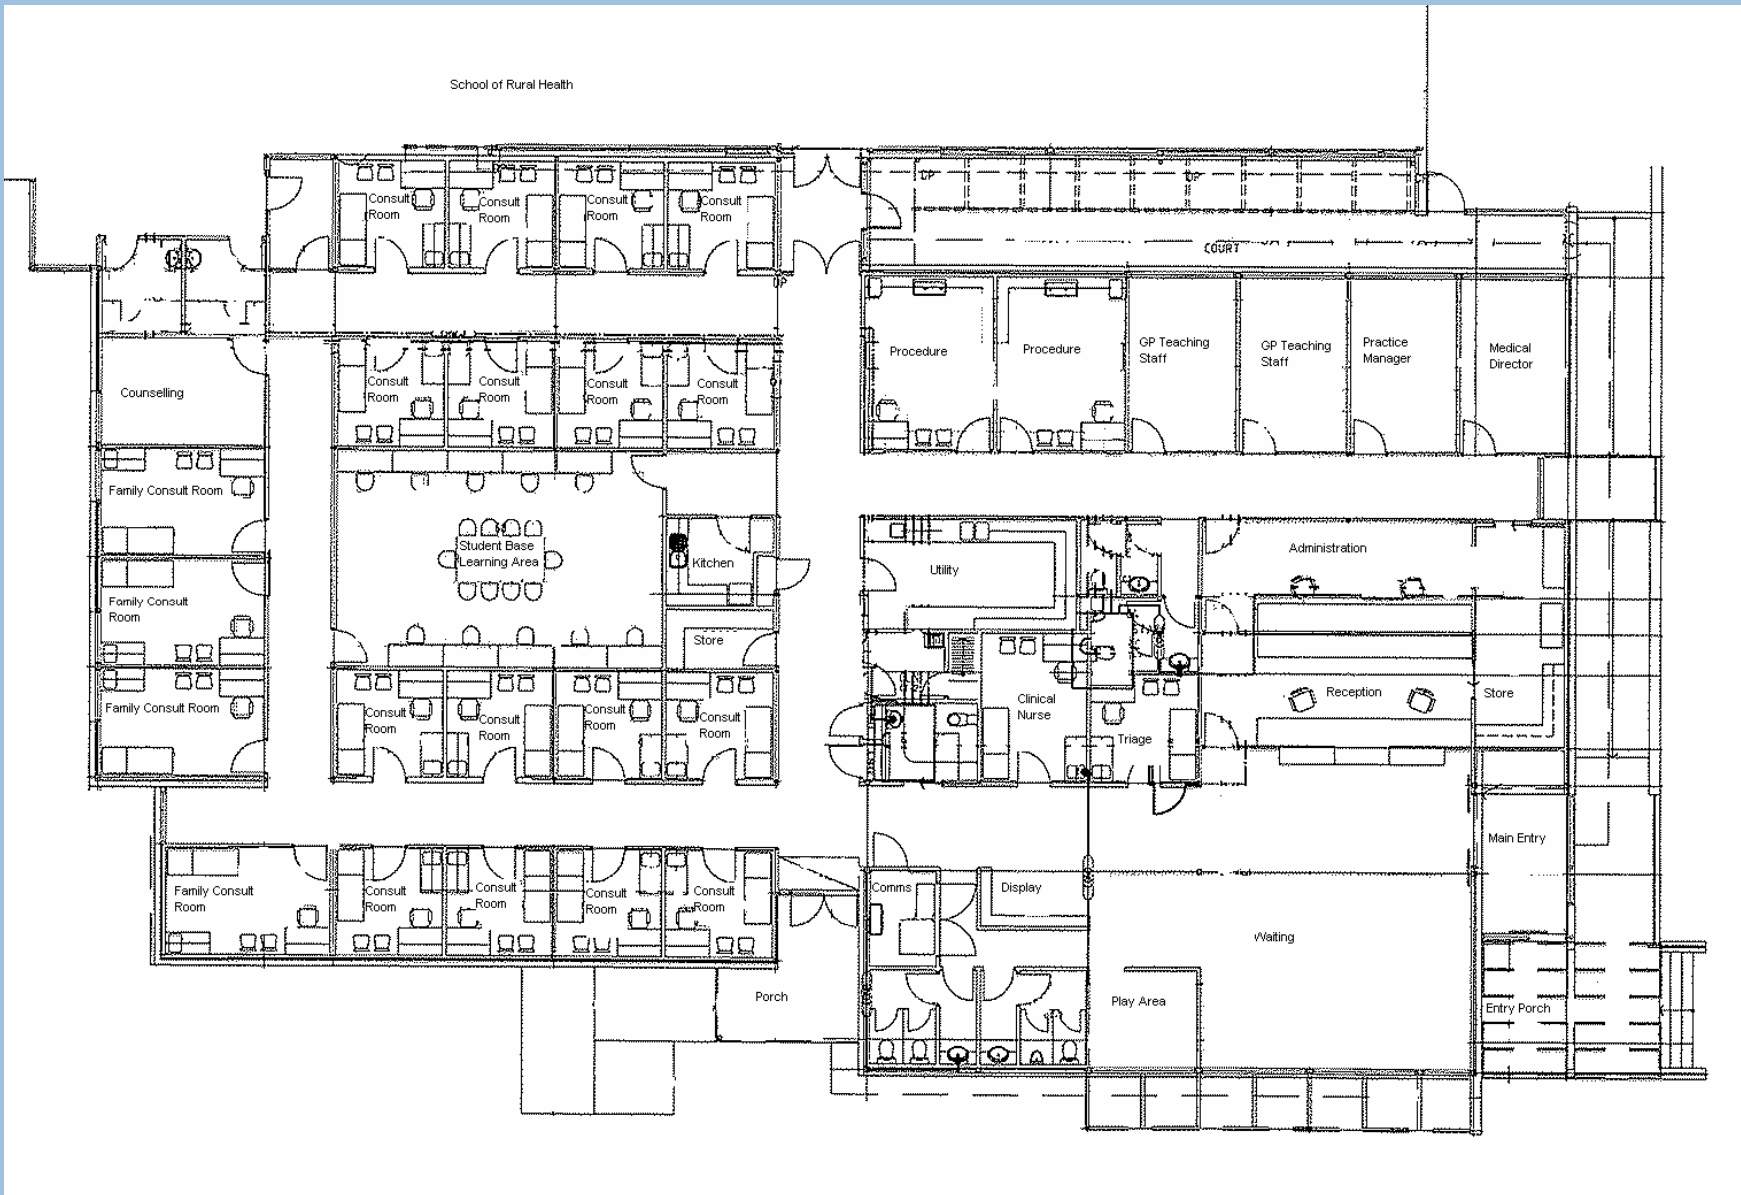 School of Rural Health
DP
DP
COURT
Consult
Room
Consult
Room
Consult
Room
Consult
Room
Procedure
Procedure
GP Teaching
Staff
GP Teaching
Staff
Practice
Manager
Medical
Director
Counselling
Consult
Room
Consult
Room
Consult
Room
Consult
Room
Family Consult Room
Student Base
Learning Area
Kitchen
Utility
Administration
Family Consult
Room
Store
Family Consult Room
Consult
Room
Consult
Room
Consult
Room
Consult
Room
Clinical
Nurse
Triage
Reception
Store
Main Entry
Family Consult
Room
Consult
Room
Consult
Room
Consult
Room
Consult
Room
Comms
Display
Waiting
Porch
Play Area
Entry Porch